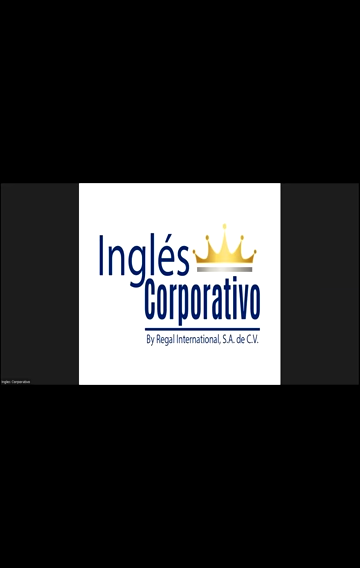 Inglés
Corporativo
By Regal International, S.A. de C.V.
Inglés Corporativo